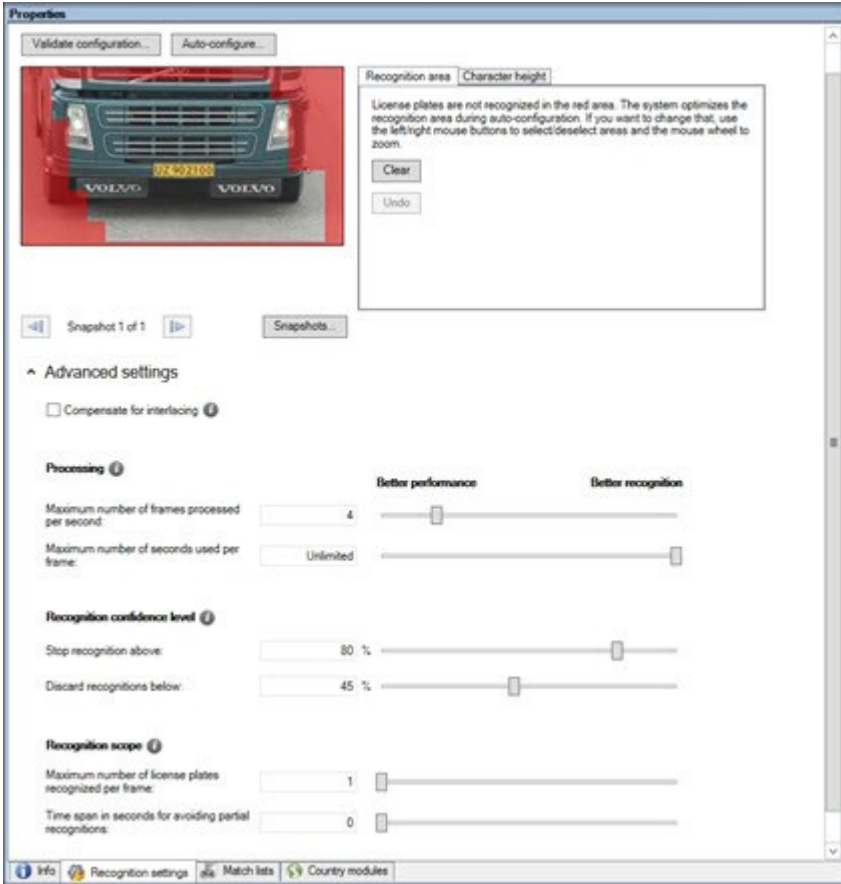 Properties
Validate configuration...
Auto-configure...
Recognition area
Character height
License plates are not recognized in the red area. The system optimizes the
recognition area during auto-configuration. If you want to change that, use
the left/right mouse buttons to select/deselect areas and the mouse wheel to
zoom.
Clear
Undo
UZ 902100
VOLVO VOLVO
Snapshot 1 of 1
Snapshots...
Advanced settings
Compensate for interlacing
Processing
Better performance
Better recognition
Maximum number of frames processed
per second:
4
Maximum number of seconds used per
frame:
Unlimited
Recognition confidence level
Stop recognition above:
80 %
Discard recognitions below:
45 %
Recognition scope
Maximum number of license plates
recognized per frame:
1
Time span in seconds for avoiding partial
recognitions:
0
Info
Recognition settings
Match lists
Country modules